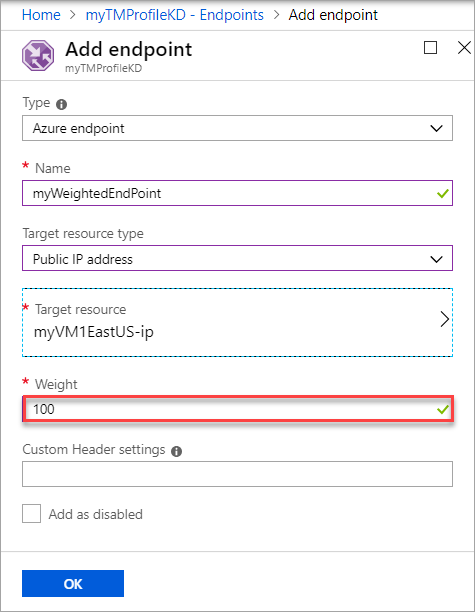 Home > myTMProfileKD - Endpoints > Add endpoint
Add endpoint
myTMProfileKD
Type
Azure endpoint
* Name
myWeightedEndPoint
Target resource type
Public IP address
* Target resource
myVM1EastUS-ip
* Weight
100
Custom Header settings
Add as disabled
OK